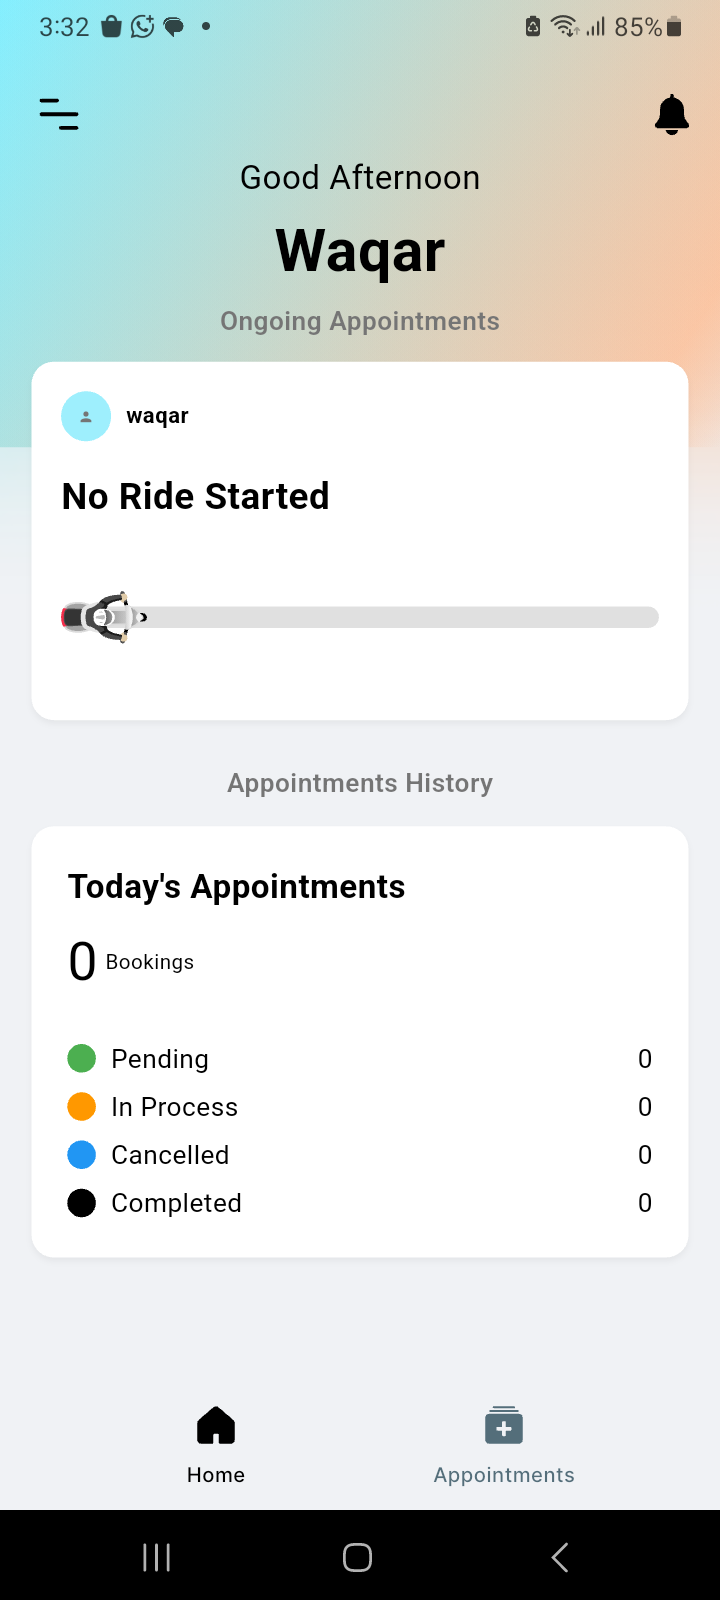 3:32
85%
Good Afternoon
Waqar
Ongoing Appointments
waqar
No Ride Started
Appointments History
Today's Appointments
0 Bookings
Pending 0
In Process 0
Cancelled 0
Completed 0
Home
Appointments